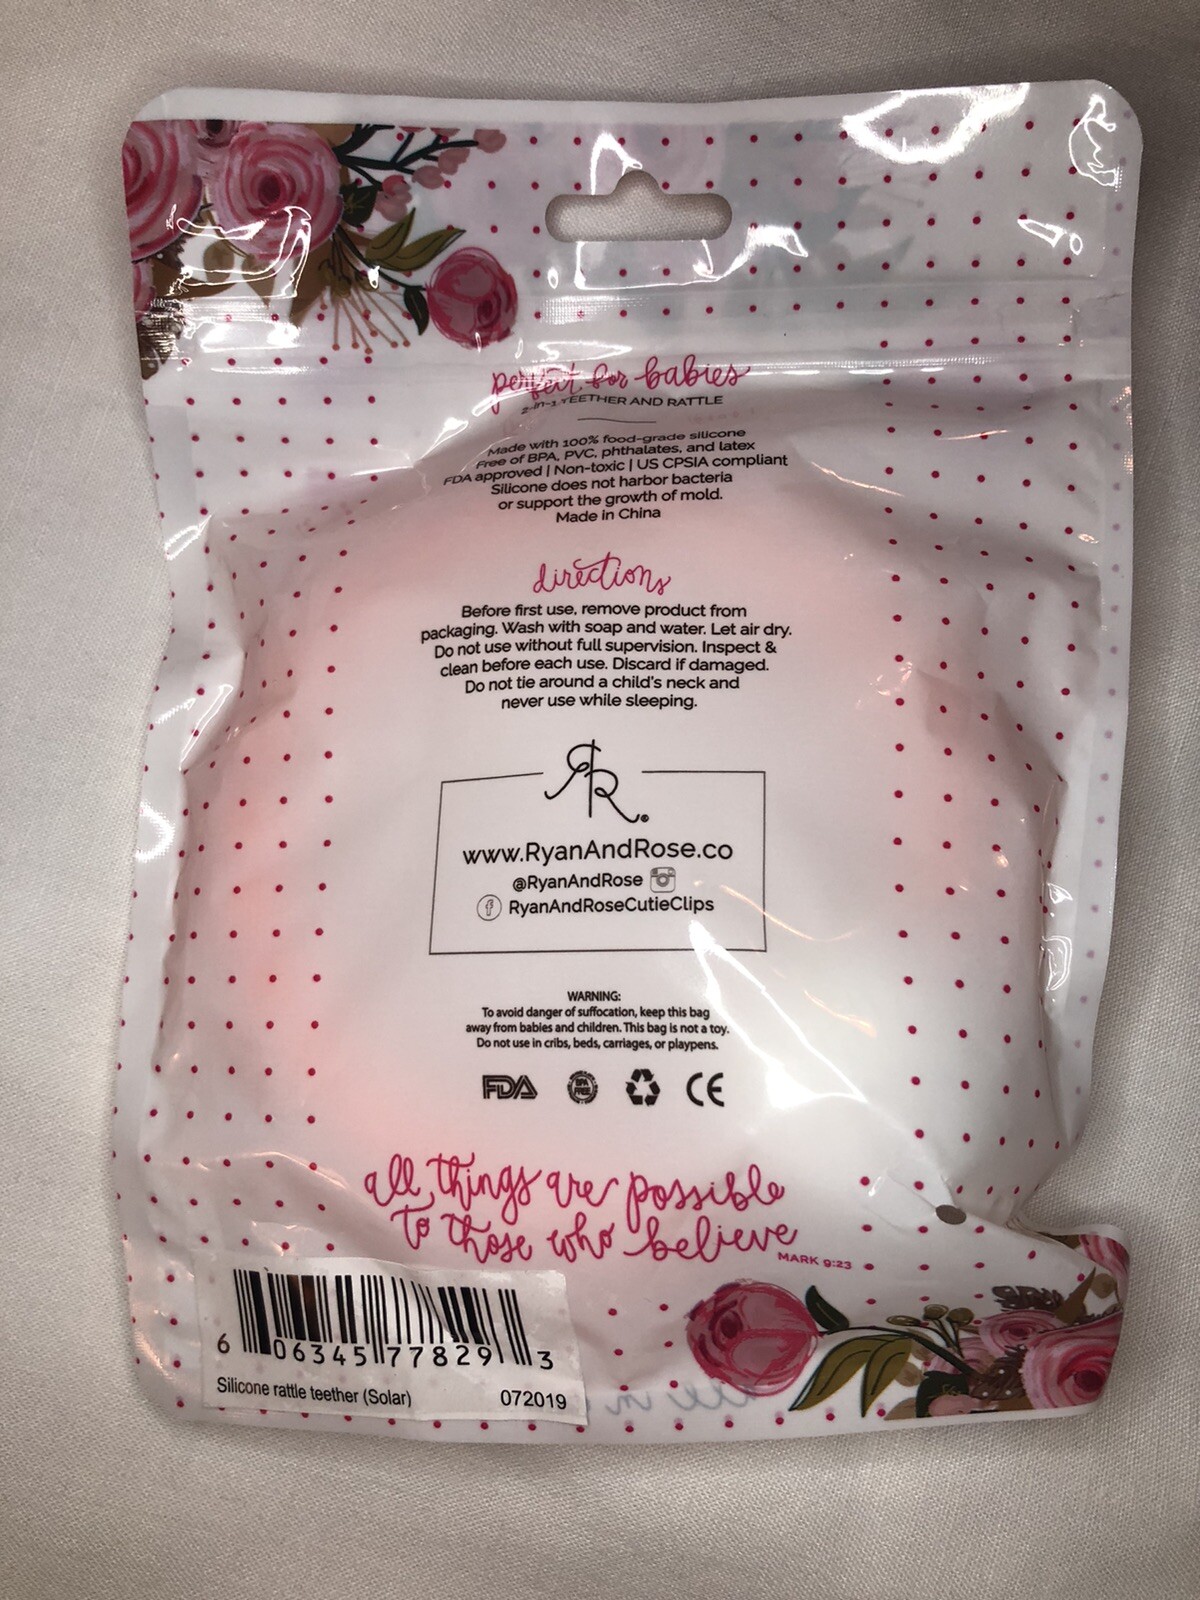 perfect for babies
2-in-1 TEETHER AND RATTLE
Made with 100% food-grade silicone
Free of BPA, PVC, phthalates, and latex
FDA approved | Non-toxic | US CPSIA compliant
Silicone does not harbor bacteria
or support the growth of mold.
Made in China
directions
Before first use, remove product from
packaging. Wash with soap and water. Let air dry.
Do not use without full supervision. Inspect &
clean before each use. Discard if damaged.
Do not tie around a child's neck and
never use while sleeping.
RR®
www.RyanAndRose.co
@RyanAndRose
f RyanAndRoseCutieClips
WARNING:
To avoid danger of suffocation, keep this bag
away from babies and children. This bag is not a toy.
Do not use in cribs, beds, carriages, or playpens.
FDA BPA FREE CE
all things are possible
to those who believe
MARK 9:23
6 06345 77829 3
Silicone rattle teether (Solar) 072019